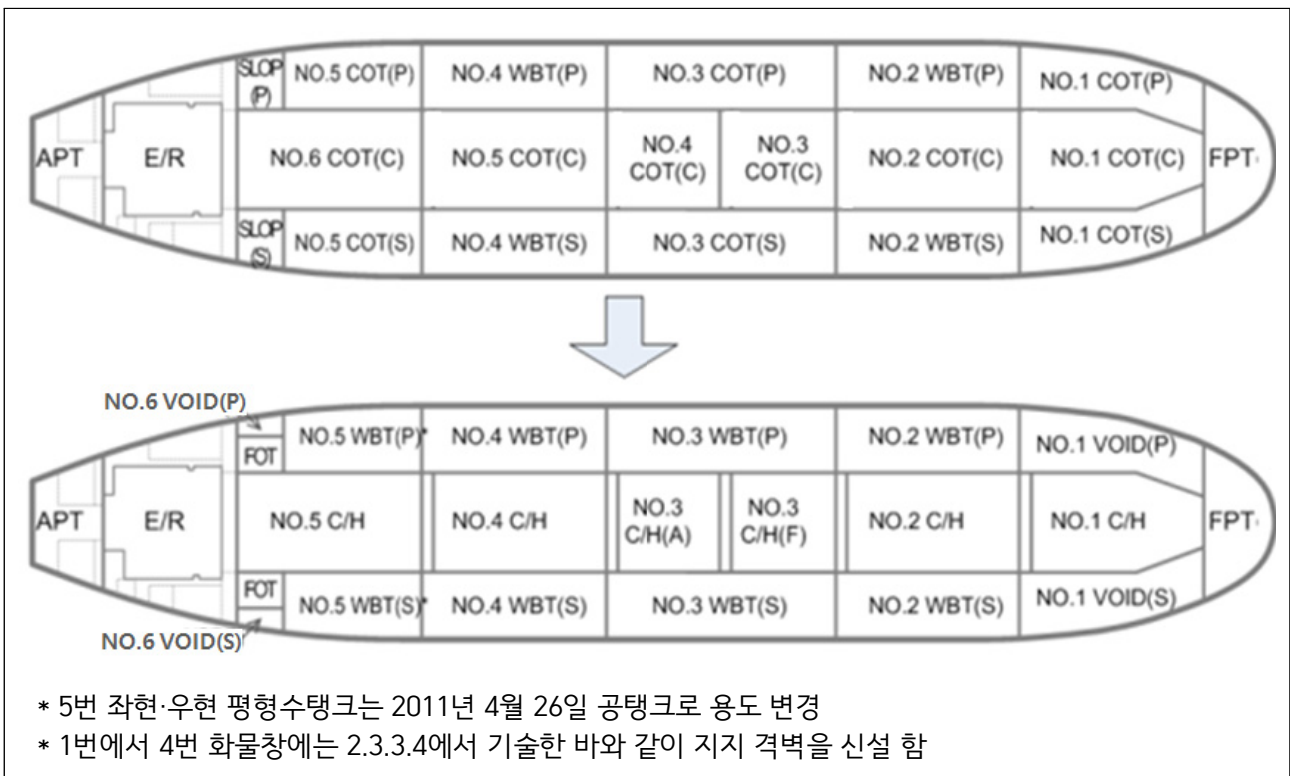 SLOP (P) NO.5 COT(P) NO.4 WBT(P) NO.3 COT(P) NO.2 WBT(P) NO.1 COT(P)
APT E/R NO.6 COT(C) NO.5 COT(C) NO.4 COT(C) NO.3 COT(C) NO.2 COT(C) NO.1 COT(C) FPT
SLOP (S) NO.5 COT(S) NO.4 WBT(S) NO.3 COT(S) NO.2 WBT(S) NO.1 COT(S)
NO.6 VOID(P)
FOT NO.5 WBT(P)* NO.4 WBT(P) NO.3 WBT(P) NO.2 WBT(P) NO.1 VOID(P)
APT E/R NO.5 C/H NO.4 C/H NO.3 C/H(A) NO.3 C/H(F) NO.2 C/H NO.1 C/H FPT
FOT NO.5 WBT(S)* NO.4 WBT(S) NO.3 WBT(S) NO.2 WBT(S) NO.1 VOID(S)
NO.6 VOID(S)
* 5번 좌현·우현 평형수탱크는 2011년 4월 26일 공탱크로 용도 변경
* 1번에서 4번 화물창에는 2.3.3.4에서 기술한 바와 같이 지지 격벽을 신설 함